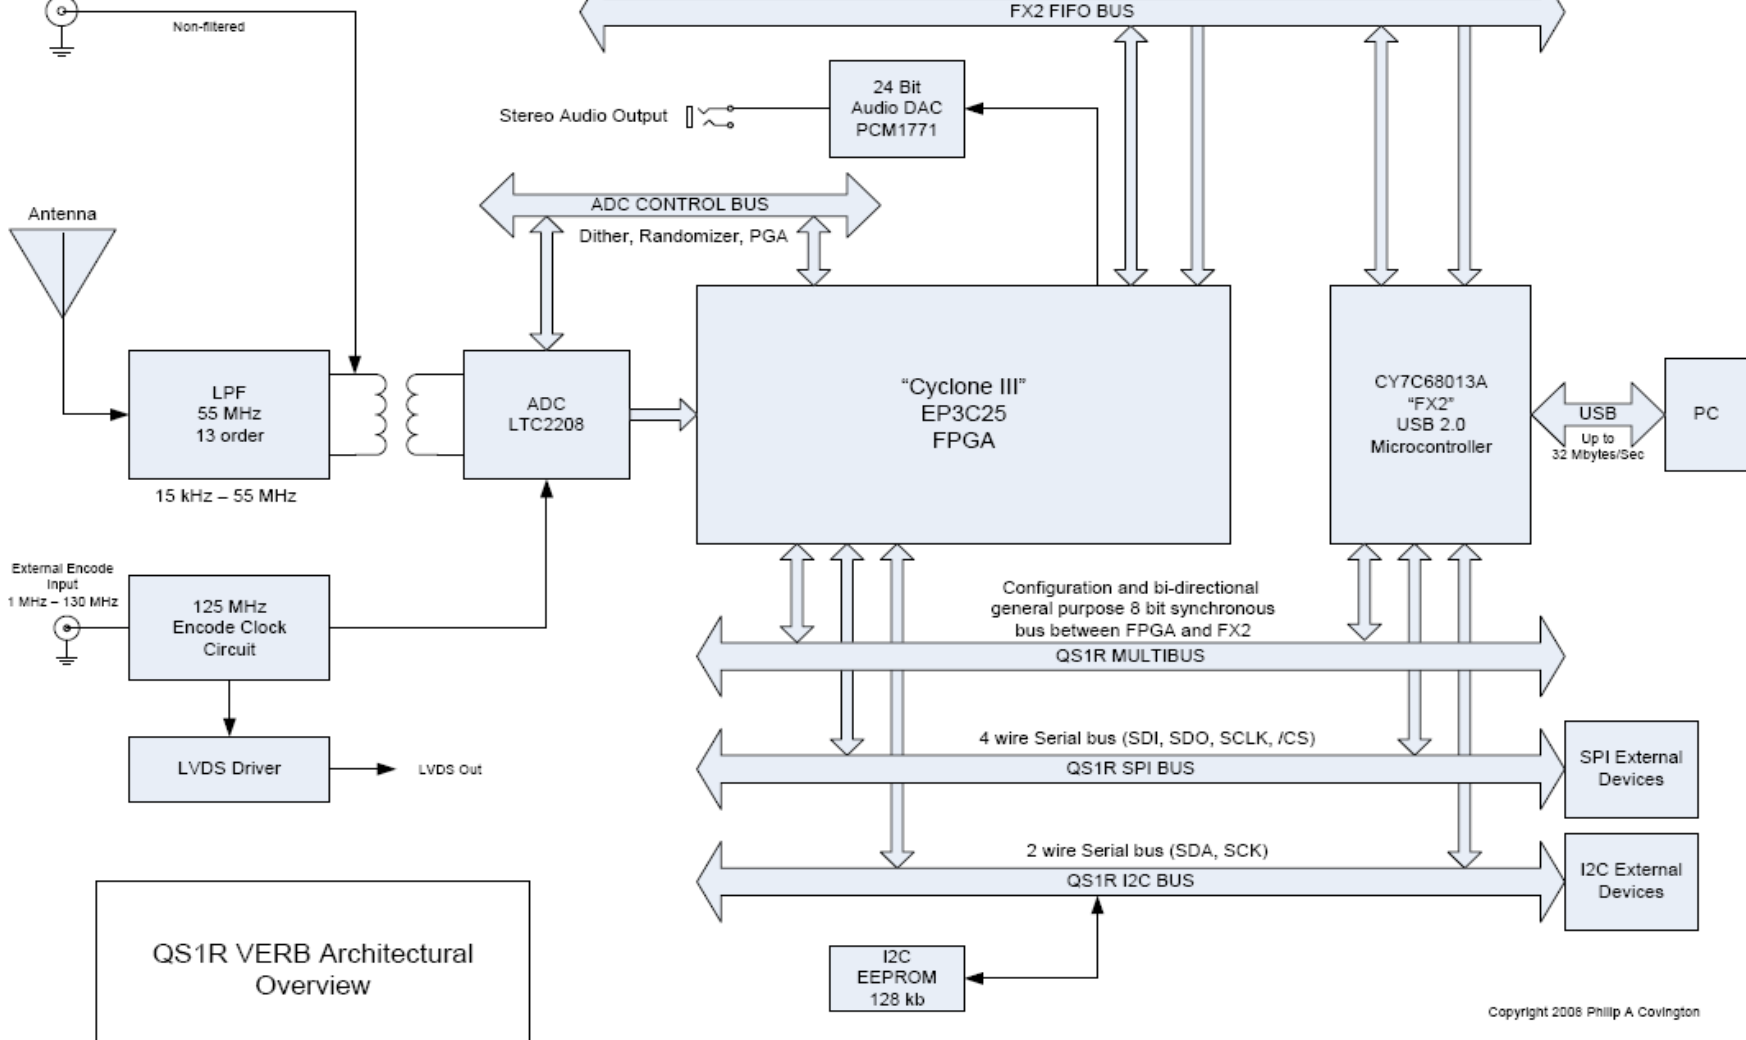 FX2 FIFO BUS
Non-filtered
24 Bit
Audio DAC
PCM1771
Stereo Audio Output
ADC CONTROL BUS
Dither, Randomizer, PGA
Antenna
LPF
55 MHz
13 order
15 kHz – 55 MHz
ADC
LTC2208
“Cyclone III”
EP3C25
FPGA
CY7C68013A
“FX2”
USB 2.0
Microcontroller
USB
Up to
32 Mbytes/Sec
PC
External Encode
Input
1 MHz – 130 MHz
125 MHz
Encode Clock
Circuit
LVDS Driver
LVDS Out
Configuration and bi-directional
general purpose 8 bit synchronous
bus between FPGA and FX2
QS1R MULTIBUS
4 wire Serial bus (SDI, SDO, SCLK, /CS)
QS1R SPI BUS
SPI External
Devices
2 wire Serial bus (SDA, SCK)
QS1R I2C BUS
I2C External
Devices
I2C
EEPROM
128 kb
QS1R VERB Architectural
Overview
Copyright 2008 Philip A Covington